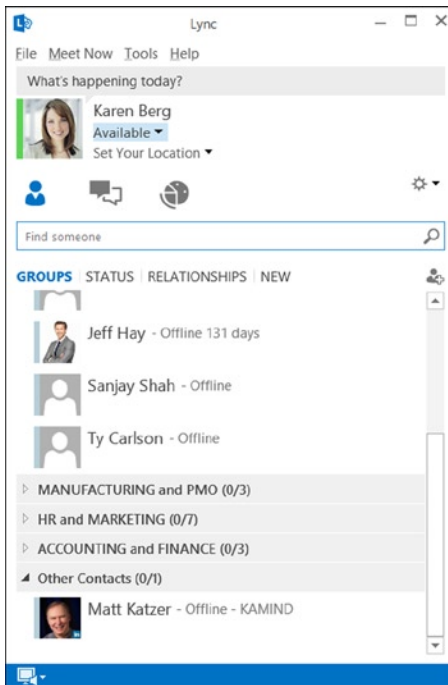 Lync
File Meet Now Tools Help
What's happening today?
Karen Berg
Available
Set Your Location
Find someone
GROUPS STATUS RELATIONSHIPS NEW
Jeff Hay - Offline 131 days
Sanjay Shah - Offline
Ty Carlson - Offline
MANUFACTURING and PMO (0/3)
HR and MARKETING (0/7)
ACCOUNTING and FINANCE (0/3)
Other Contacts (0/1)
Matt Katzer - Offline - KAMIND